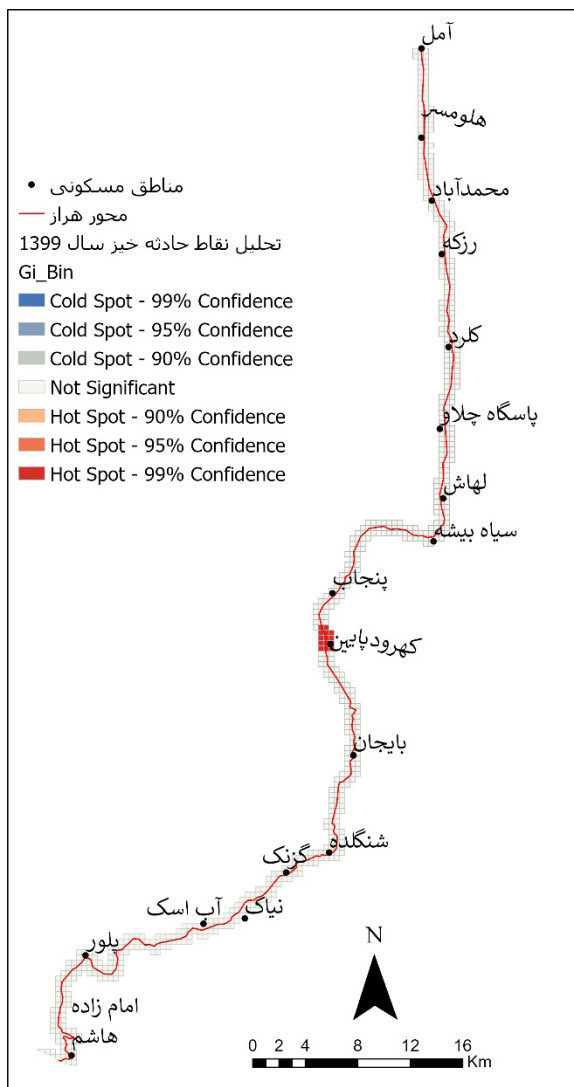 آمل
هلومسر
محمدآباد
رزکه
کلرد
پاسگاه چلاو
لهاش
سیاه بیشه
پنجاب
کهرودپایین
بایجان
شنگلده
گزنک
نیاک
آب اسک
پلور
امام زاده
هاشم
مناطق مسکونی
محور هراز
تحلیل نقاط حادثه خیز سال 1399
Gi_Bin
Cold Spot - 99% Confidence
Cold Spot - 95% Confidence
Cold Spot - 90% Confidence
Not Significant
Hot Spot - 90% Confidence
Hot Spot - 95% Confidence
Hot Spot - 99% Confidence
N
0 2 4 8 12 16
Km